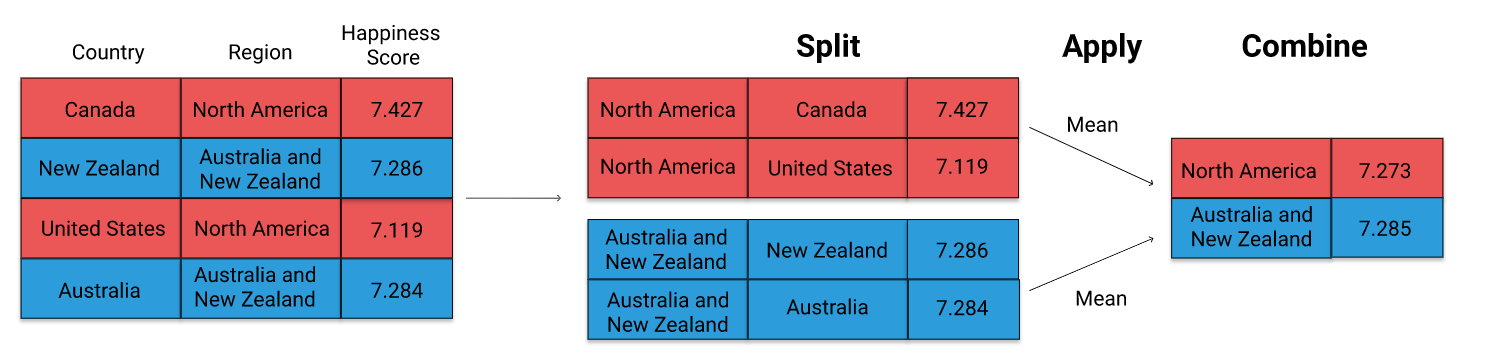 Country
Region
Happiness
Score
Canada
North America
7.427
New Zealand
Australia and
New Zealand
7.286
United States
North America
7.119
Australia
Australia and
New Zealand
7.284
Split
North America
Canada
7.427
North America
United States
7.119
Australia and
New Zealand
New Zealand
7.286
Australia and
New Zealand
Australia
7.284
Apply
Mean
Mean
Combine
North America
7.273
Australia and
New Zealand
7.285